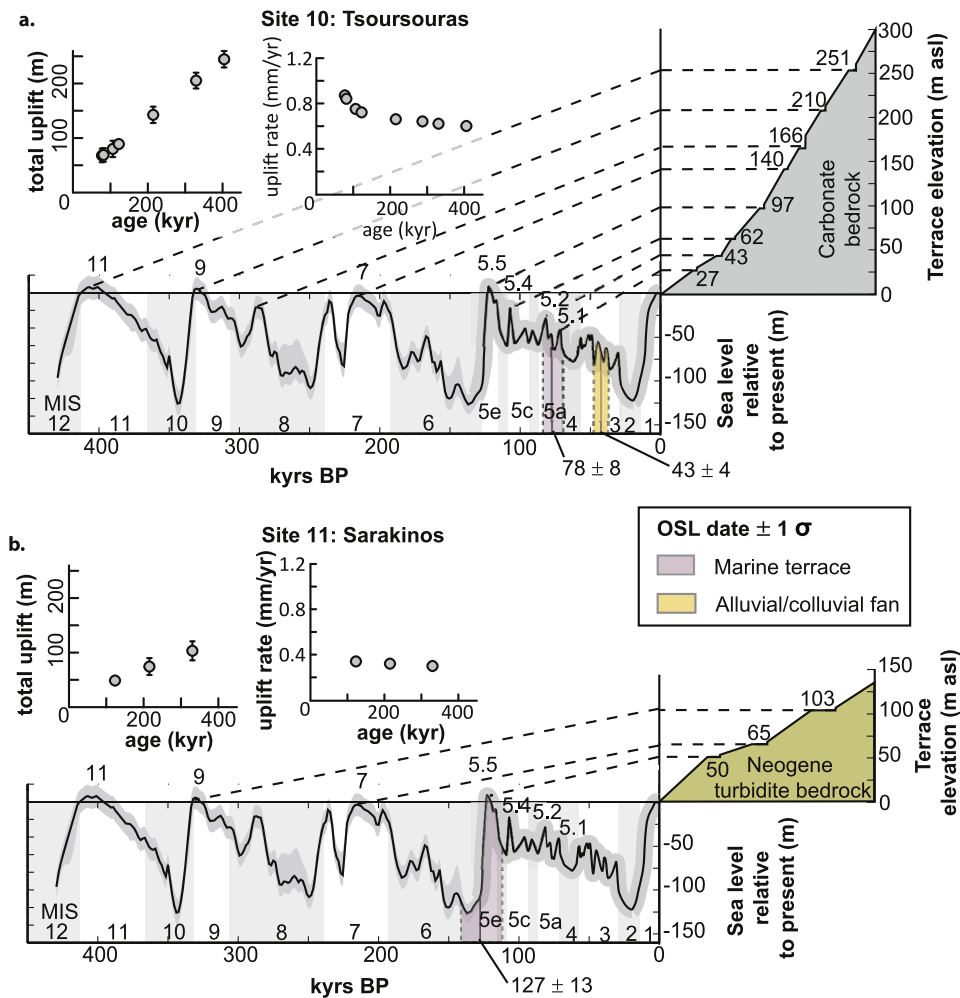 a.
Site 10: Tsoursouras
total uplift (m)
200
100
0
0
200
400
age (kyr)
uplift rate (mm/yr)
1.2
0.8
0.4
0
200
400
age (kyr)
300
250
200
150
100
50
0
Terrace elevation (m asl)
251
210
166
140
97
62
43
27
Carbonate
bedrock
11
9
7
5.5
5.4
5.2
5.1
-50
-100
-150
Sea level
relative
to present (m)
MIS
12
11
10
9
8
7
6
5e
5c
5a
4
3
2
1
400
300
200
100
0
kyrs BP
78 ± 8
43 ± 4
b.
Site 11: Sarakinos
total uplift (m)
200
100
0
200
400
age (kyr)
uplift rate (mm/yr)
1.2
0.8
0.4
0
200
400
age (kyr)
OSL date ± 1 σ
Marine terrace
Alluvial/colluvial fan
150
100
50
0
Terrace
elevation (m asl)
103
65
50
Neogene
turbidite bedrock
11
9
7
5.5
5.4
5.2
5.1
-50
-100
-150
Sea level
relative
to present (m)
MIS
12
11
10
9
8
7
6
5e
5c
5a
4
3
2
1
400
300
200
100
0
kyrs BP
127 ± 13